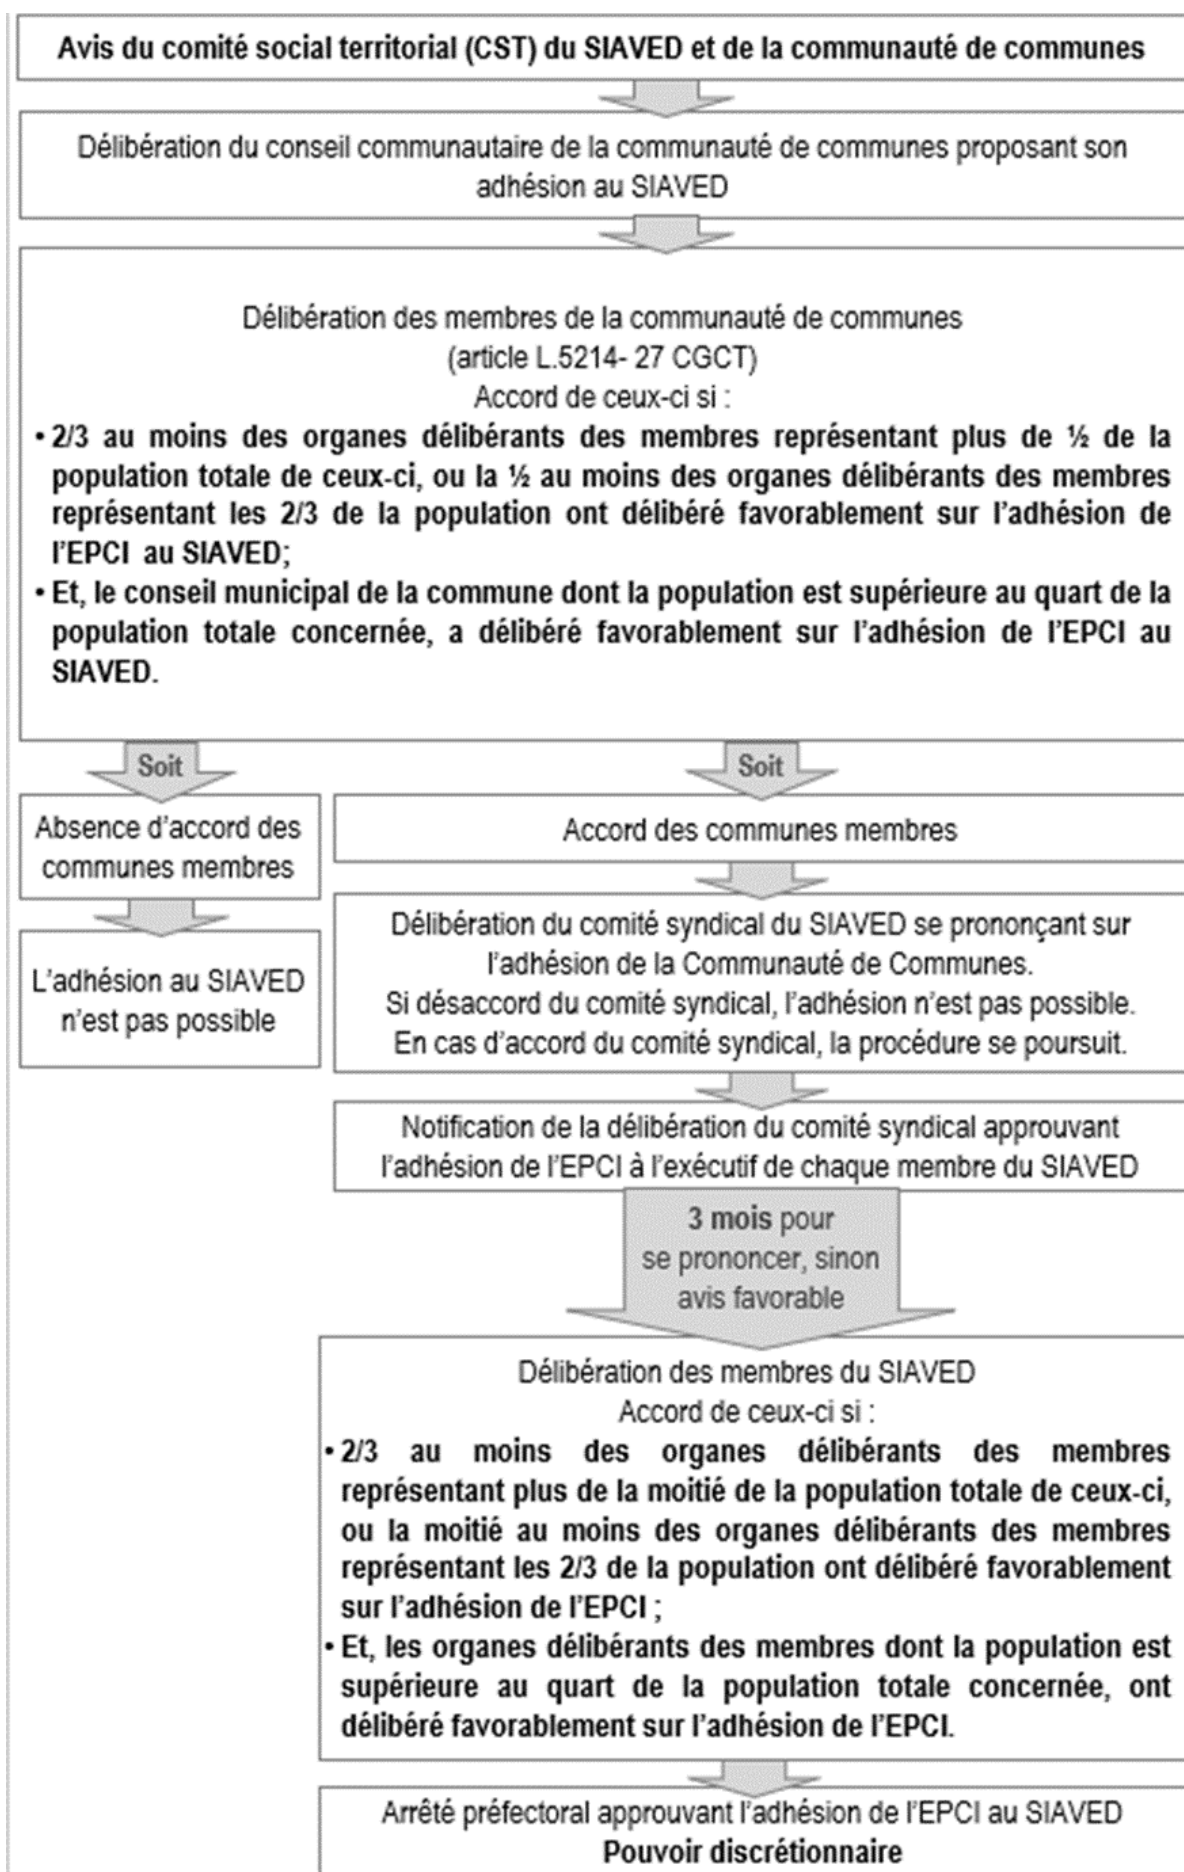 Avis du comité social territorial (CST) du SIAVED et de la communauté de communes
Délibération du conseil communautaire de la communauté de communes proposant son
adhésion au SIAVED
Délibération des membres de la communauté de communes
(article L.5214- 27 CGCT)
Accord de ceux-ci si :
• 2/3 au moins des organes délibérants des membres représentant plus de ½ de la
population totale de ceux-ci, ou la ½ au moins des organes délibérants des membres
représentant les 2/3 de la population ont délibéré favorablement sur l'adhésion de
l'EPCI au SIAVED;
• Et, le conseil municipal de la commune dont la population est supérieure au quart de la
population totale concernée, a délibéré favorablement sur l'adhésion de l'EPCI au
SIAVED.
Soit
Absence d'accord des
communes membres
L'adhésion au SIAVED
n'est pas possible
Soit
Accord des communes membres
Délibération du comité syndical du SIAVED se prononçant sur
l'adhésion de la Communauté de Communes.
Si désaccord du comité syndical, l'adhésion n'est pas possible.
En cas d'accord du comité syndical, la procédure se poursuit.
Notification de la délibération du comité syndical approuvant
l'adhésion de l'EPCI à l'exécutif de chaque membre du SIAVED
3 mois pour
se prononcer, sinon
avis favorable
Délibération des membres du SIAVED
Accord de ceux-ci si :
• 2/3 au moins des organes délibérants des membres
représentant plus de la moitié de la population totale de ceux-ci,
ou la moitié au moins des organes délibérants des membres
représentant les 2/3 de la population ont délibéré favorablement
sur l'adhésion de l'EPCI ;
• Et, les organes délibérants des membres dont la population est
supérieure au quart de la population totale concernée, ont
délibéré favorablement sur l'adhésion de l'EPCI.
Arrêté préfectoral approuvant l'adhésion de l'EPCI au SIAVED
Pouvoir discrétionnaire